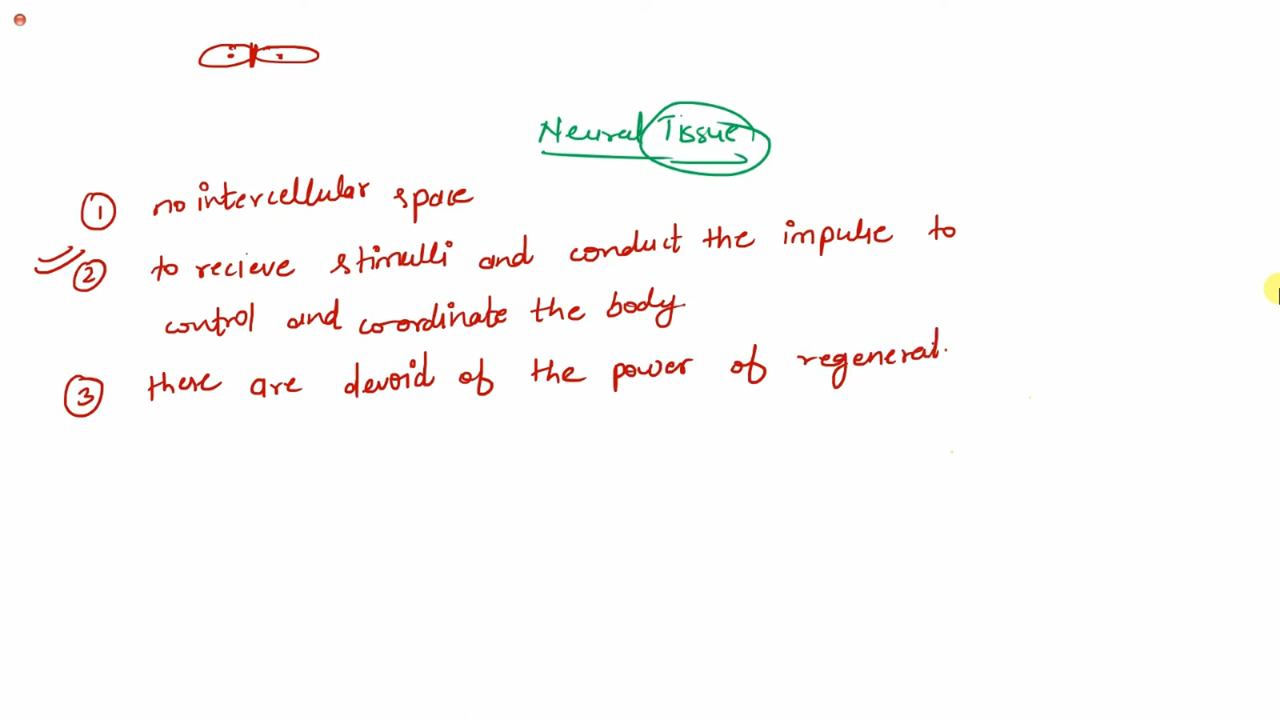 Neural Tissue
① no intercellular space
② to recieve stimulli and conduct the impulse to
control and coordinate the body
③ there are devoid of the power of regenerat.